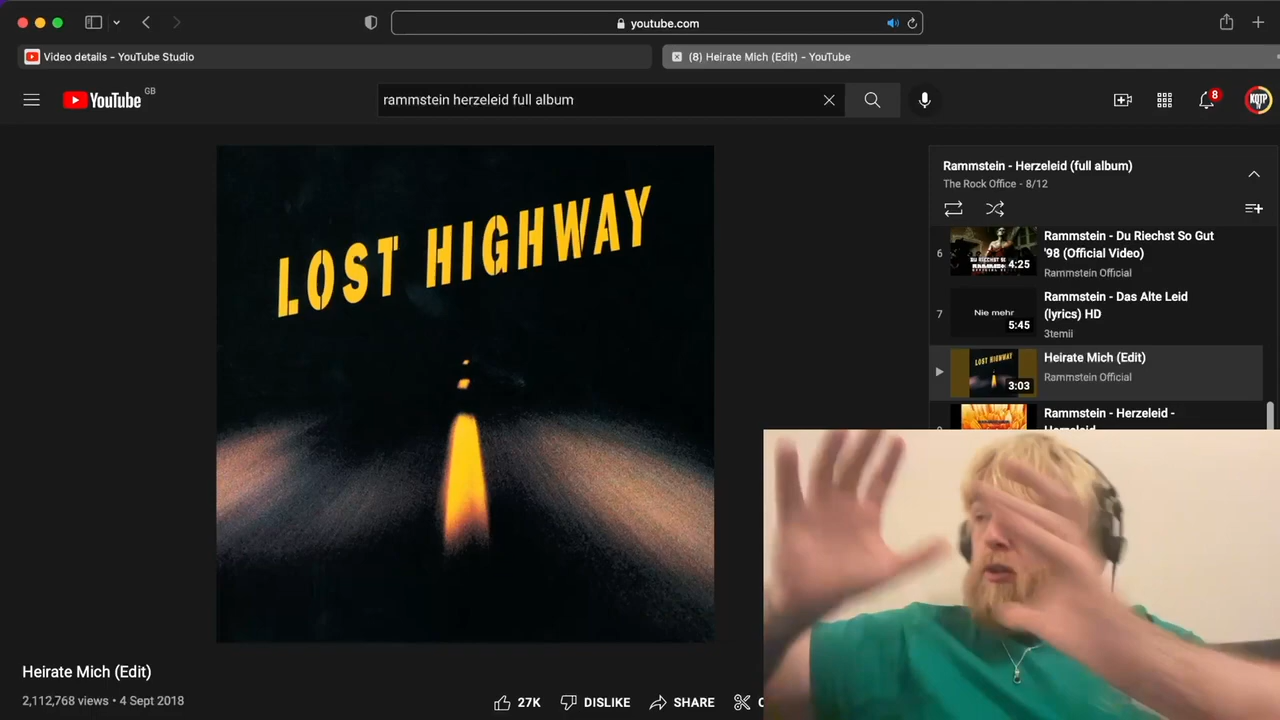 youtube.com
Video details - YouTube Studio
(8) Heirate Mich (Edit) - YouTube
YouTube GB
rammstein herzeleid full album
8
KQTP
LOST HIGHWAY
Rammstein - Herzeleid (full album)
The Rock Office - 8/12
6
4:25
Rammstein - Du Riechst So Gut
'98 (Official Video)
Rammstein Official
7
Nie mehr
5:45
Rammstein - Das Alte Leid
(lyrics) HD
3temii
LOST HIGHWAY
3:03
Heirate Mich (Edit)
Rammstein Official
Rammstein - Herzeleid -
Heirate Mich (Edit)
2,112,768 views • 4 Sept 2018
27K
DISLIKE
SHARE